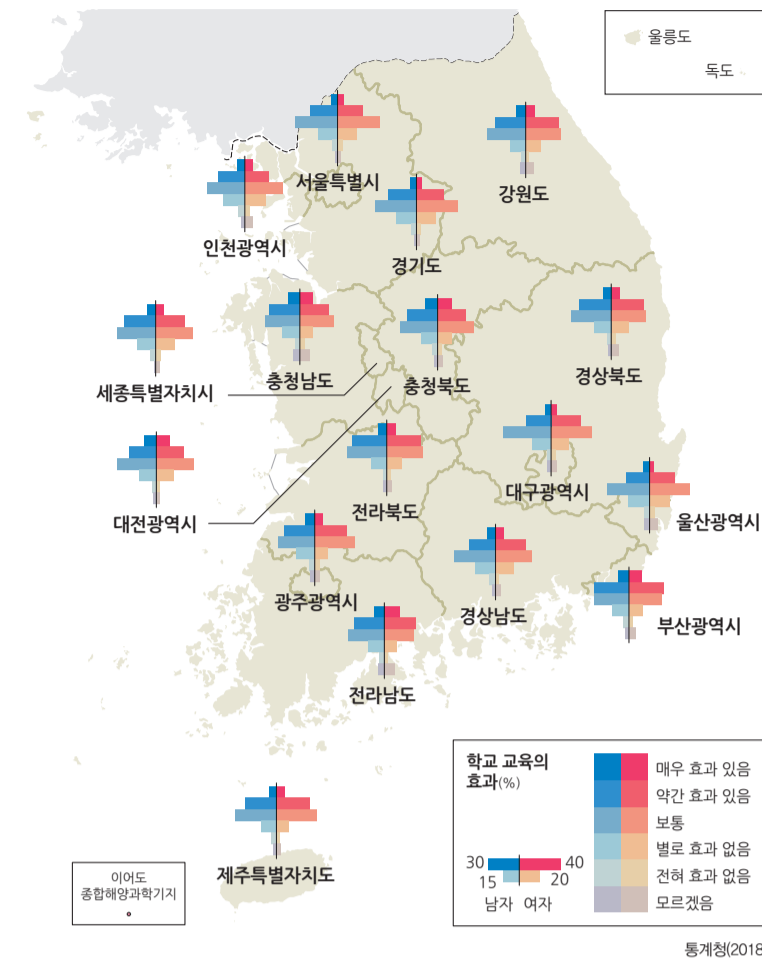 울릉도
독도
서울특별시
강원도
인천광역시
경기도
충청남도
충청북도
경상북도
세종특별자치시
대전광역시
전라북도
대구광역시
울산광역시
광주광역시
경상남도
부산광역시
전라남도
제주특별자치도
이어도
종합해양과학기지
학교 교육의
효과(%)
30 40
15 20
남자 여자
매우 효과 있음
약간 효과 있음
보통
별로 효과 없음
전혀 효과 없음
모르겠음
통계청(2018